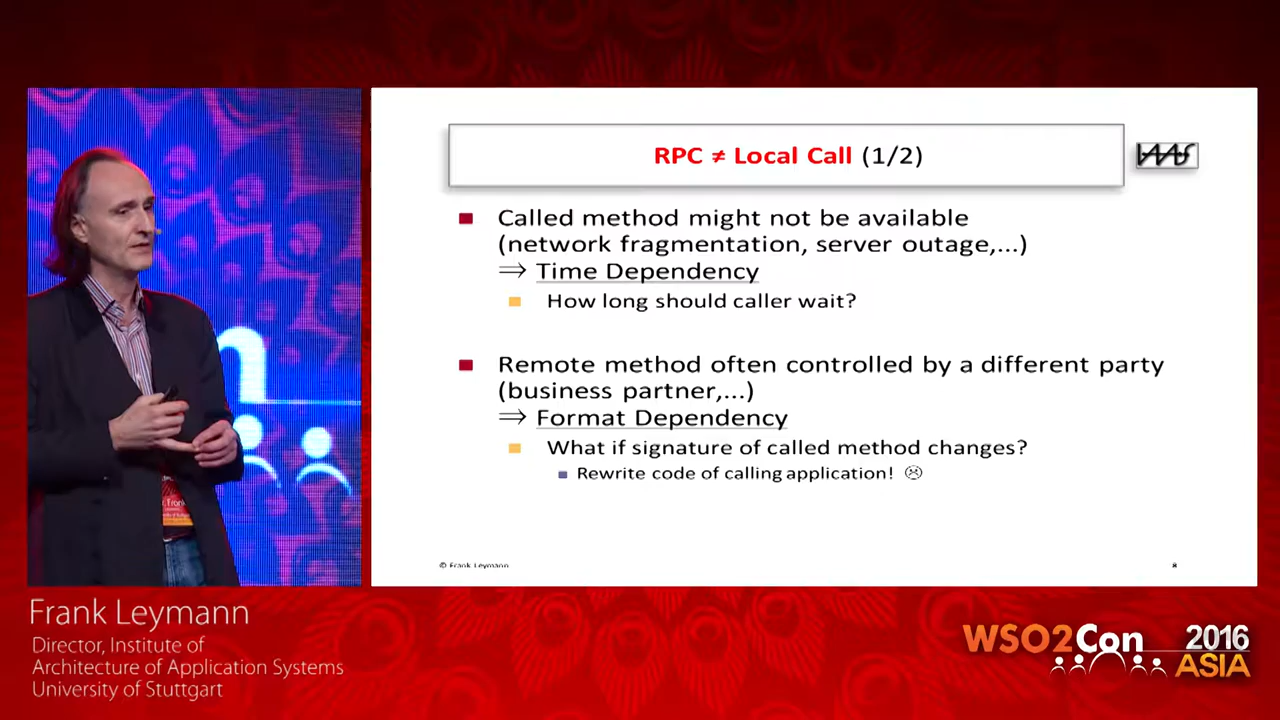 RPC ≠ Local Call (1/2)
IAAS
Called method might not be available
(network fragmentation, server outage,...)
⇒ Time Dependency
How long should caller wait?
Remote method often controlled by a different party
(business partner,...)
⇒ Format Dependency
What if signature of called method changes?
Rewrite code of calling application! ☹
© Frank Leymann
8
Frank Leymann
Director, Institute of
Architecture of Application Systems
University of Stuttgart
WSO2Con 2016
ASIA